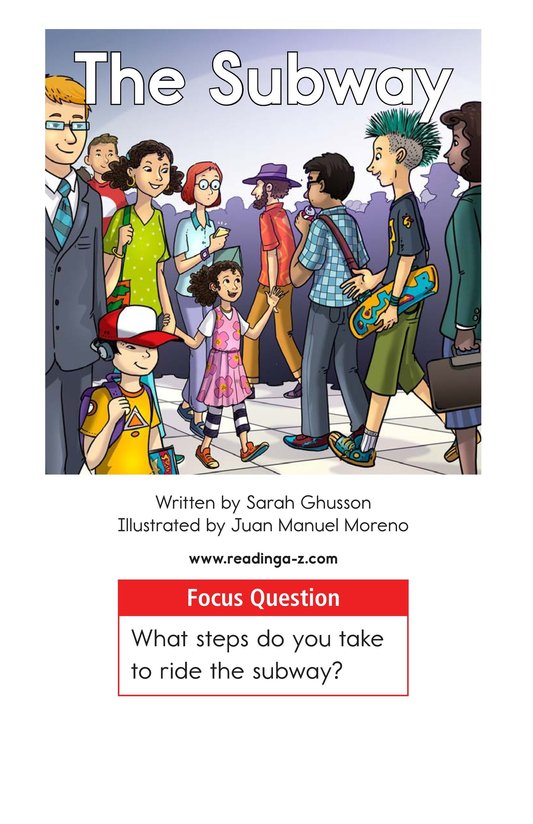 The Subway
Written by Sarah Ghusson
Illustrated by Juan Manuel Moreno
www.readinga-z.com
Focus Question
What steps do you take
to ride the subway?